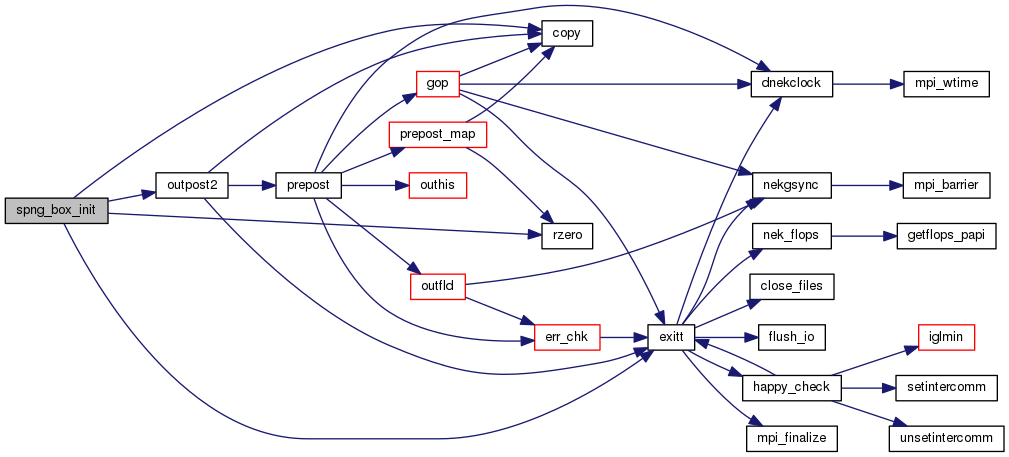 spng_box_init
outpost2
prepost
gop
prepost_map
outhis
outfld
err_chk
copy
rzero
exitt
dnekclock
nekgsync
nek_flops
close_files
flush_io
happy_check
mpi_finalize
mpi_wtime
mpi_barrier
getflops_papi
iglmin
setintercomm
unsetintercomm